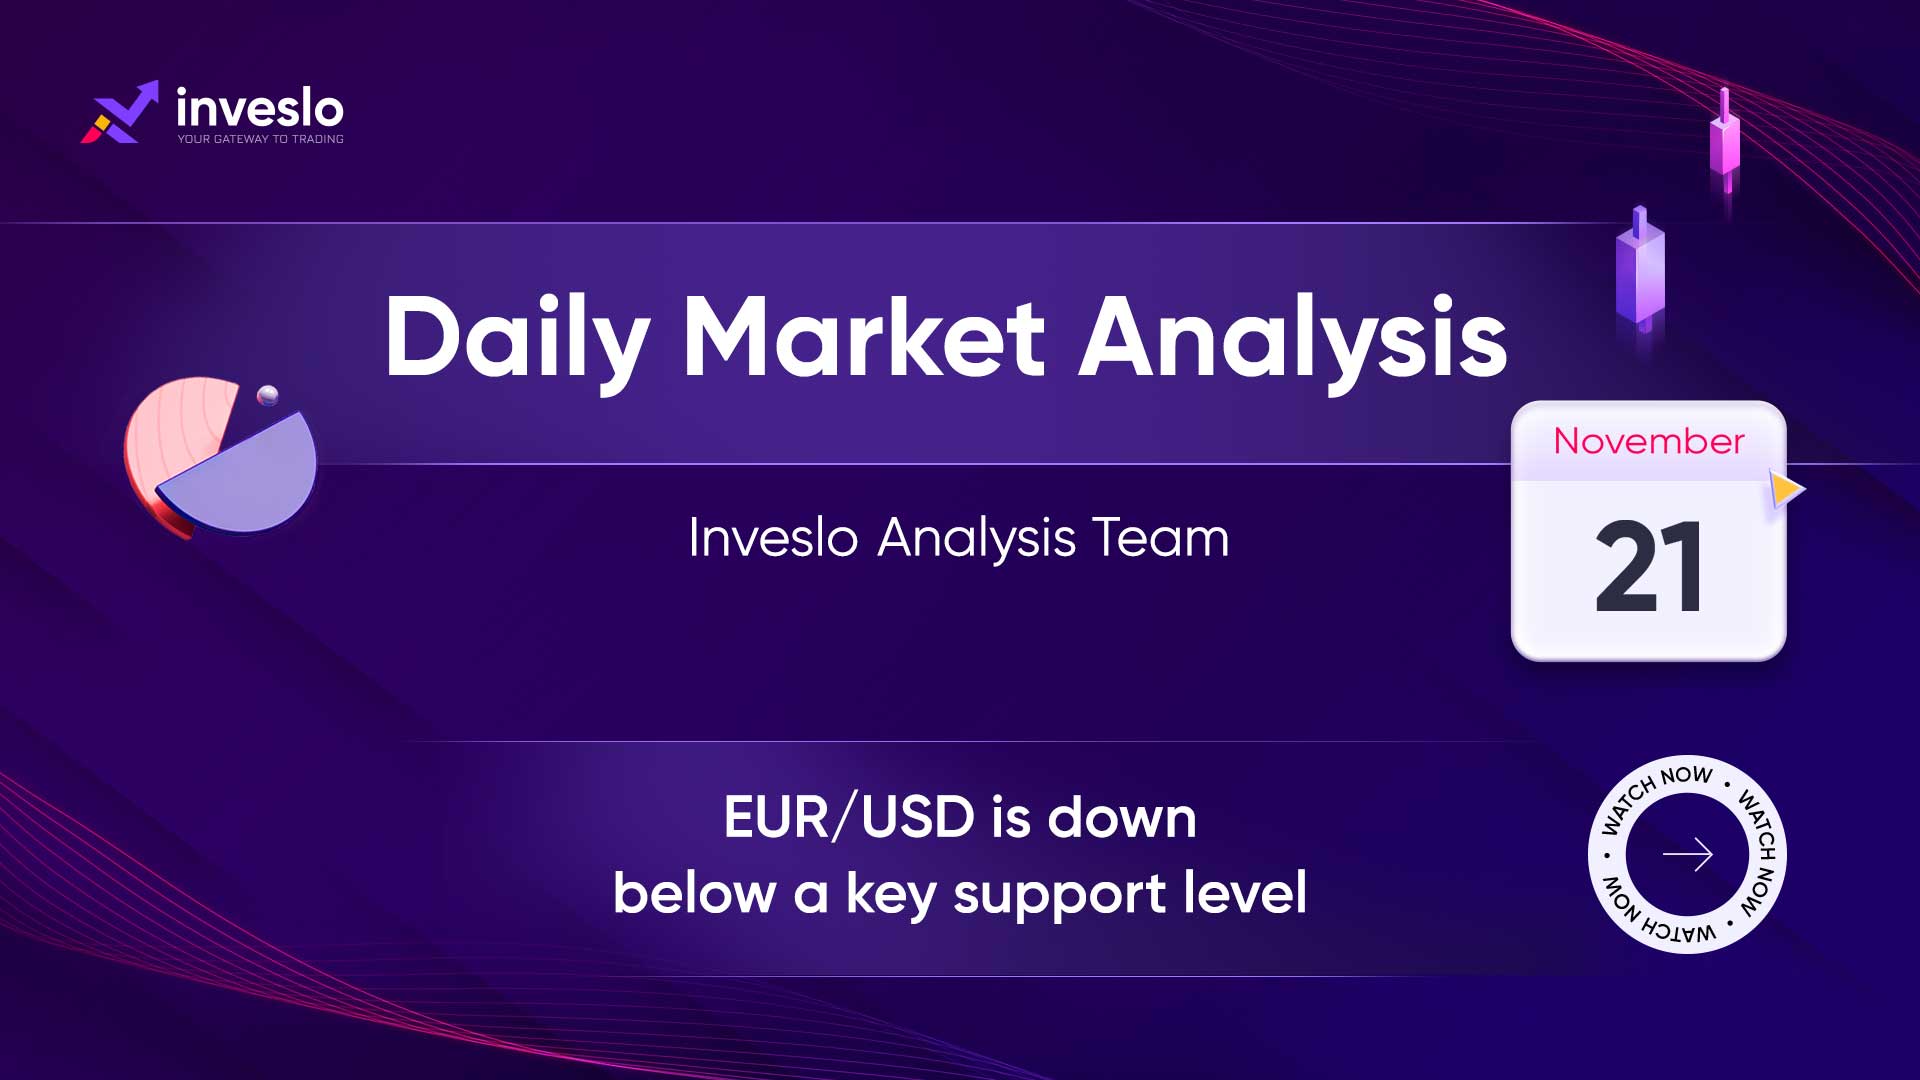 inveslo
YOUR GATEWAY TO TRADING
Daily Market Analysis
November
21
Inveslo Analysis Team
EUR/USD is down
below a key support level
WATCH NOW • WATCH NOW • WATCH NOW •